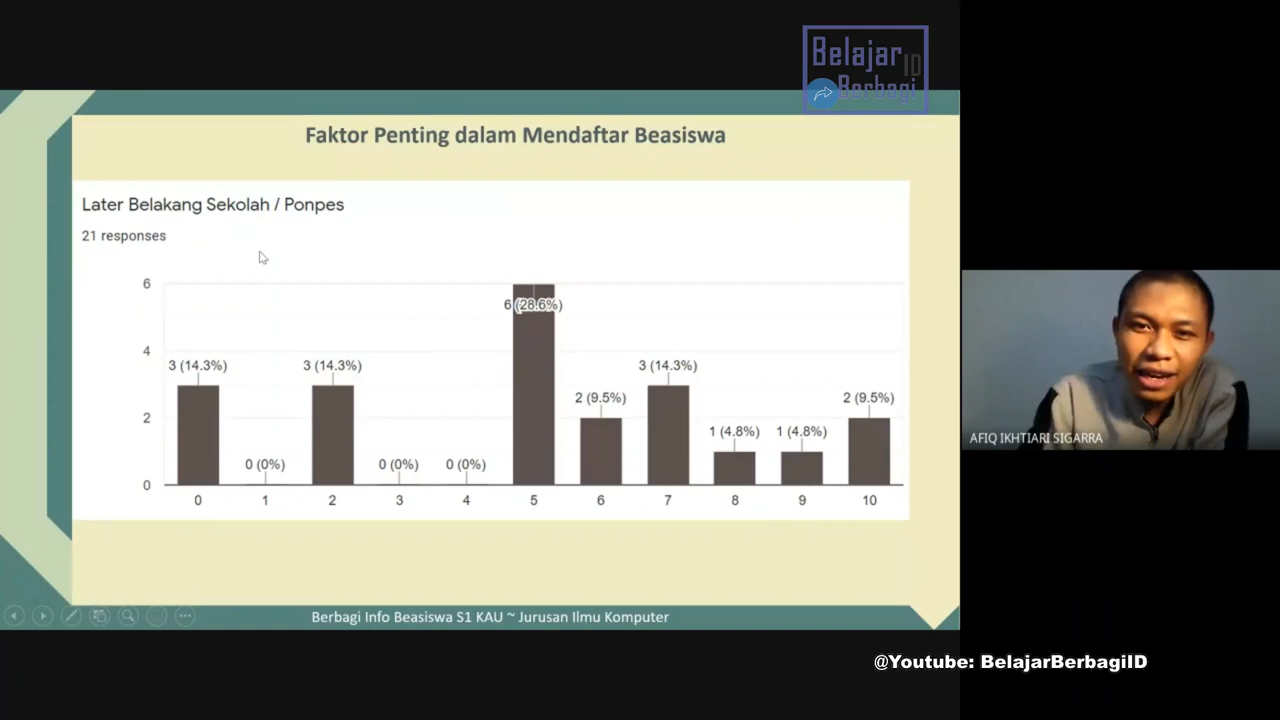 Belajar
ID
Berbagi
Faktor Penting dalam Mendaftar Beasiswa
Later Belakang Sekolah / Ponpes
21 responses
6
4
2
0
3 (14.3%)
0 (0%)
3 (14.3%)
0 (0%)
0 (0%)
6 (28.6%)
2 (9.5%)
3 (14.3%)
1 (4.8%)
1 (4.8%)
2 (9.5%)
0 1 2 3 4 5 6 7 8 9 10
AFIQ IKHTIARI SIGARRA
Berbagi Info Beasiswa S1 KAU ~ Jurusan Ilmu Komputer
@Youtube: BelajarBerbagiID